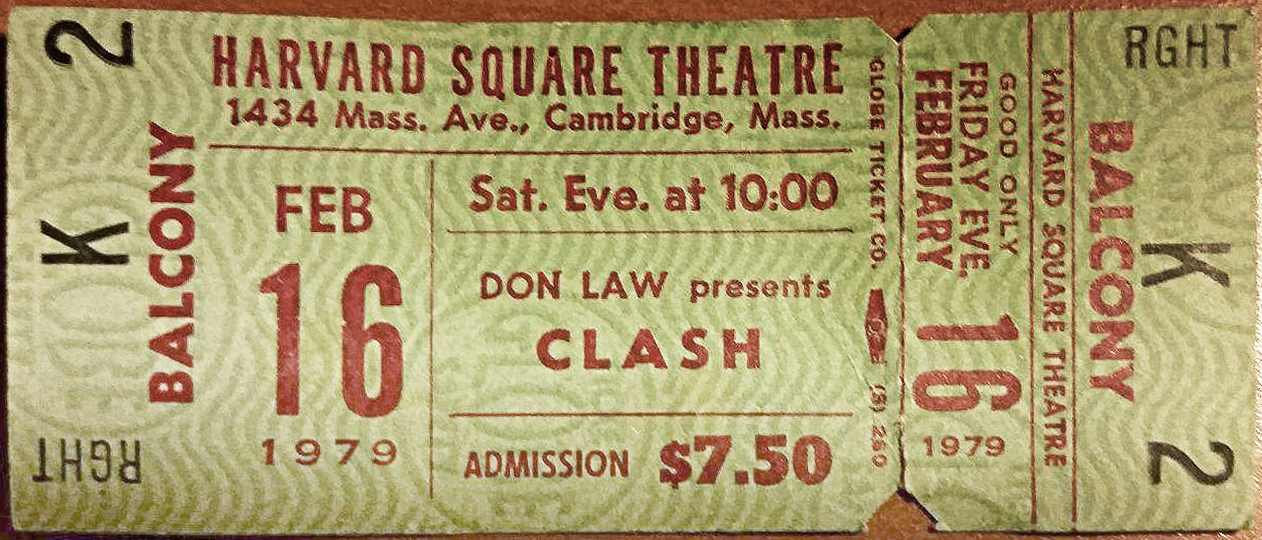 2
K
RGHT
BALCONY
HARVARD SQUARE THEATRE
1434 Mass. Ave., Cambridge, Mass.
FEB
16
1979
Sat. Eve. at 10:00
DON LAW presents
CLASH
ADMISSION $7.50
GLOBE TICKET CO.
GOOD ONLY
FRIDAY EVE.
FEBRUARY
16
1979
HARVARD SQUARE THEATRE
BALCONY
RGHT
K
2